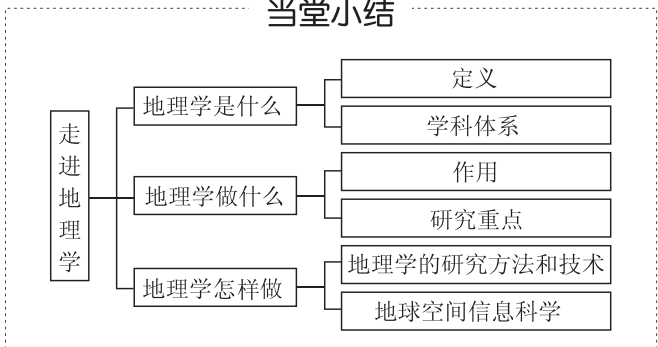 当堂小结
走进地理学
地理学是什么
定义
学科体系
地理学做什么
作用
研究重点
地理学怎样做
地理学的研究方法和技术
地球空间信息科学